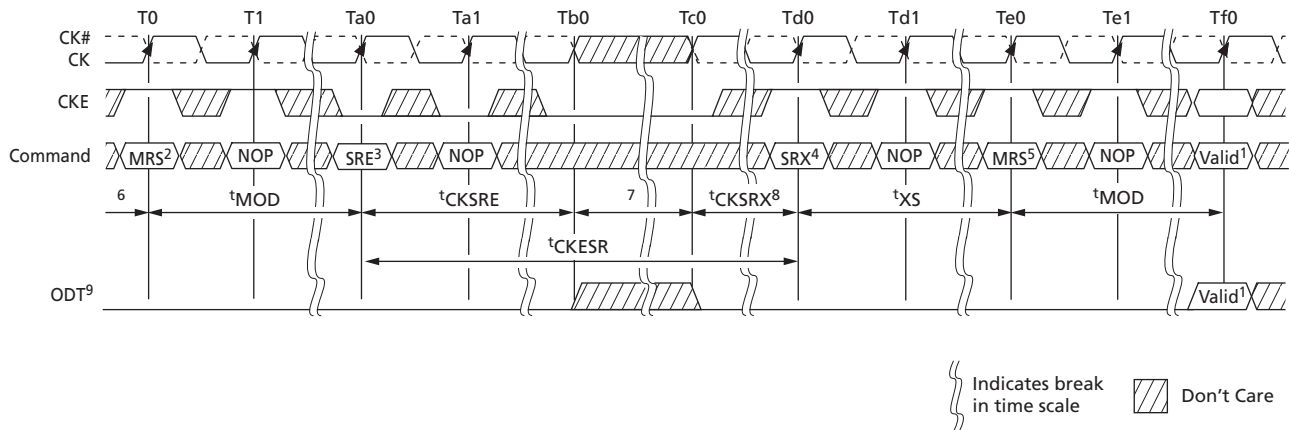 T0 T1 Ta0 Ta1 Tb0 Tc0 Td0 Td1 Te0 Te1 Tf0
CK#
CK
CKE
Command MRS2 NOP SRE3 NOP SRX4 NOP MRS5 NOP Valid1
6 tMOD tCKSRE 7 tCKSRX8 tXS tMOD
tCKESR
ODT9 Valid1
Indicates break
in time scale
Don't Care